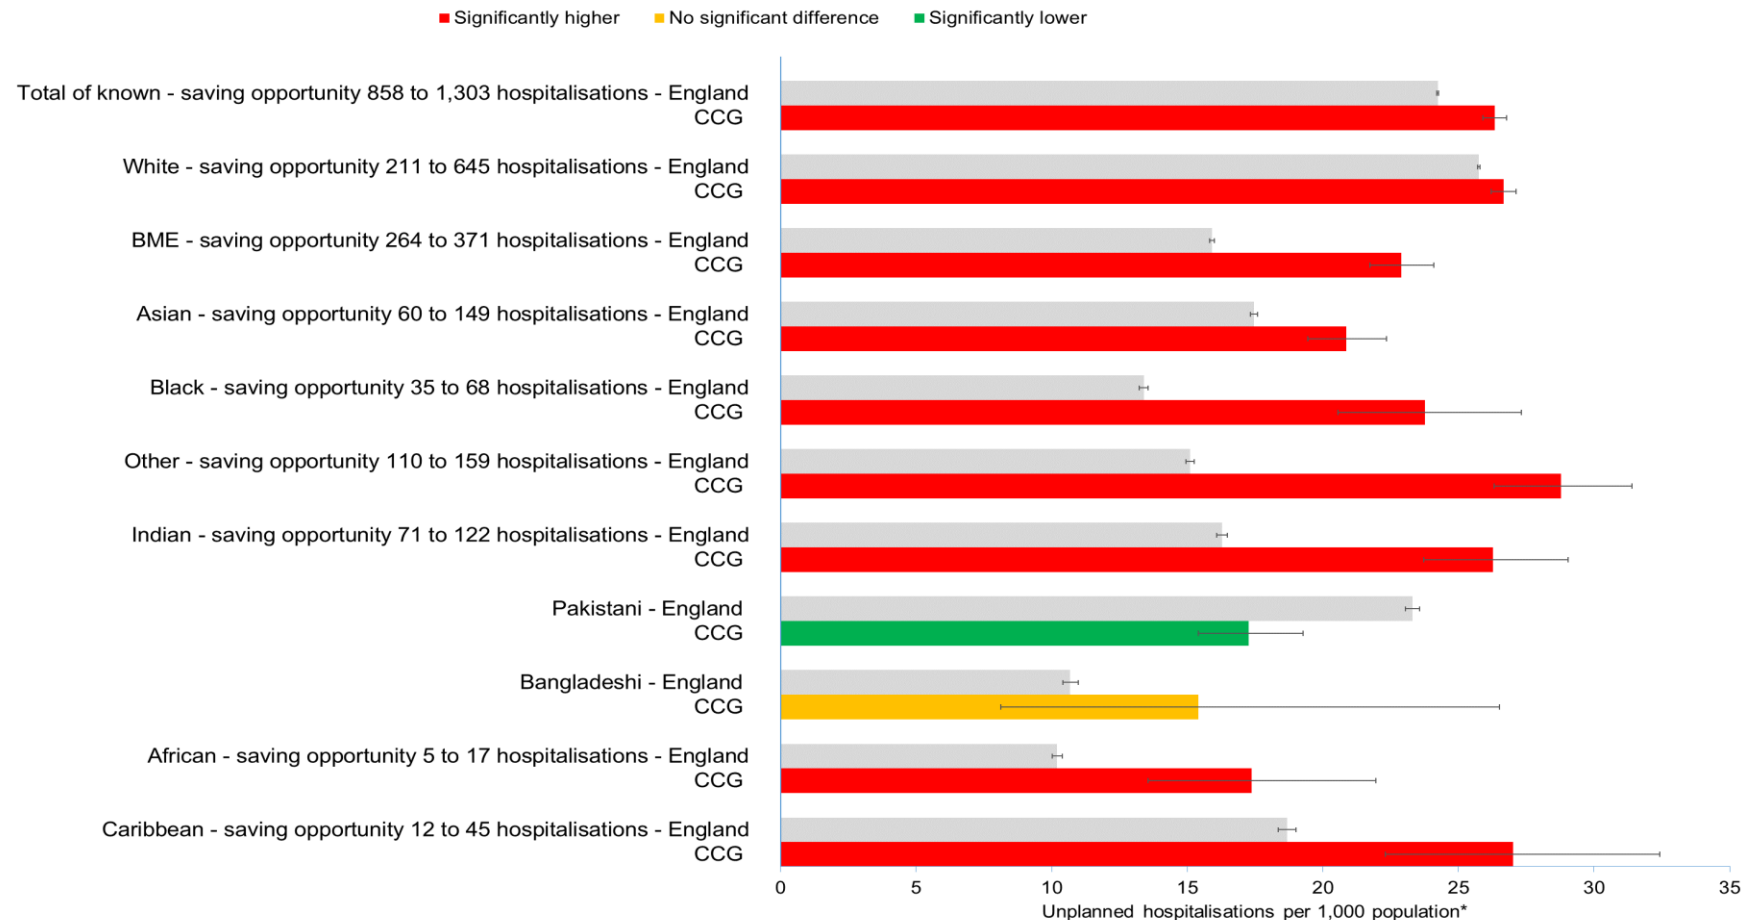 Significantly higher No significant difference Significantly lower
Total of known - saving opportunity 858 to 1,303 hospitalisations - England
CCG
White - saving opportunity 211 to 645 hospitalisations - England
CCG
BME - saving opportunity 264 to 371 hospitalisations - England
CCG
Asian - saving opportunity 60 to 149 hospitalisations - England
CCG
Black - saving opportunity 35 to 68 hospitalisations - England
CCG
Other - saving opportunity 110 to 159 hospitalisations - England
CCG
Indian - saving opportunity 71 to 122 hospitalisations - England
CCG
Pakistani - England
CCG
Bangladeshi - England
CCG
African - saving opportunity 5 to 17 hospitalisations - England
CCG
Caribbean - saving opportunity 12 to 45 hospitalisations - England
CCG
0 5 10 15 20 25 30 35
Unplanned hospitalisations per 1,000 population*